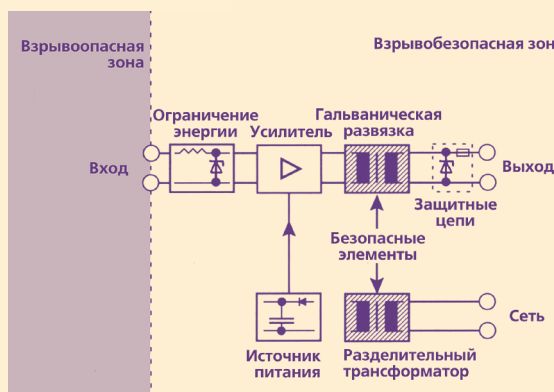 Взрывоопасная
зона
Взрывобезопасная зон
Ограничение
энергии
Усилитель
Гальваническая
развязка
Вход
Выход
Защитные
цепи
Безопасные
элементы
Сеть
Источник
питания
Разделительный
трансформатор